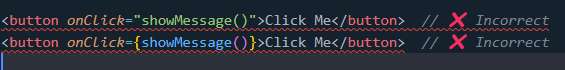 <button onClick="showMessage()">Click Me</button>  // ❌ Incorrect
<button onClick={showMessage()}>Click Me</button>  // ❌ Incorrect